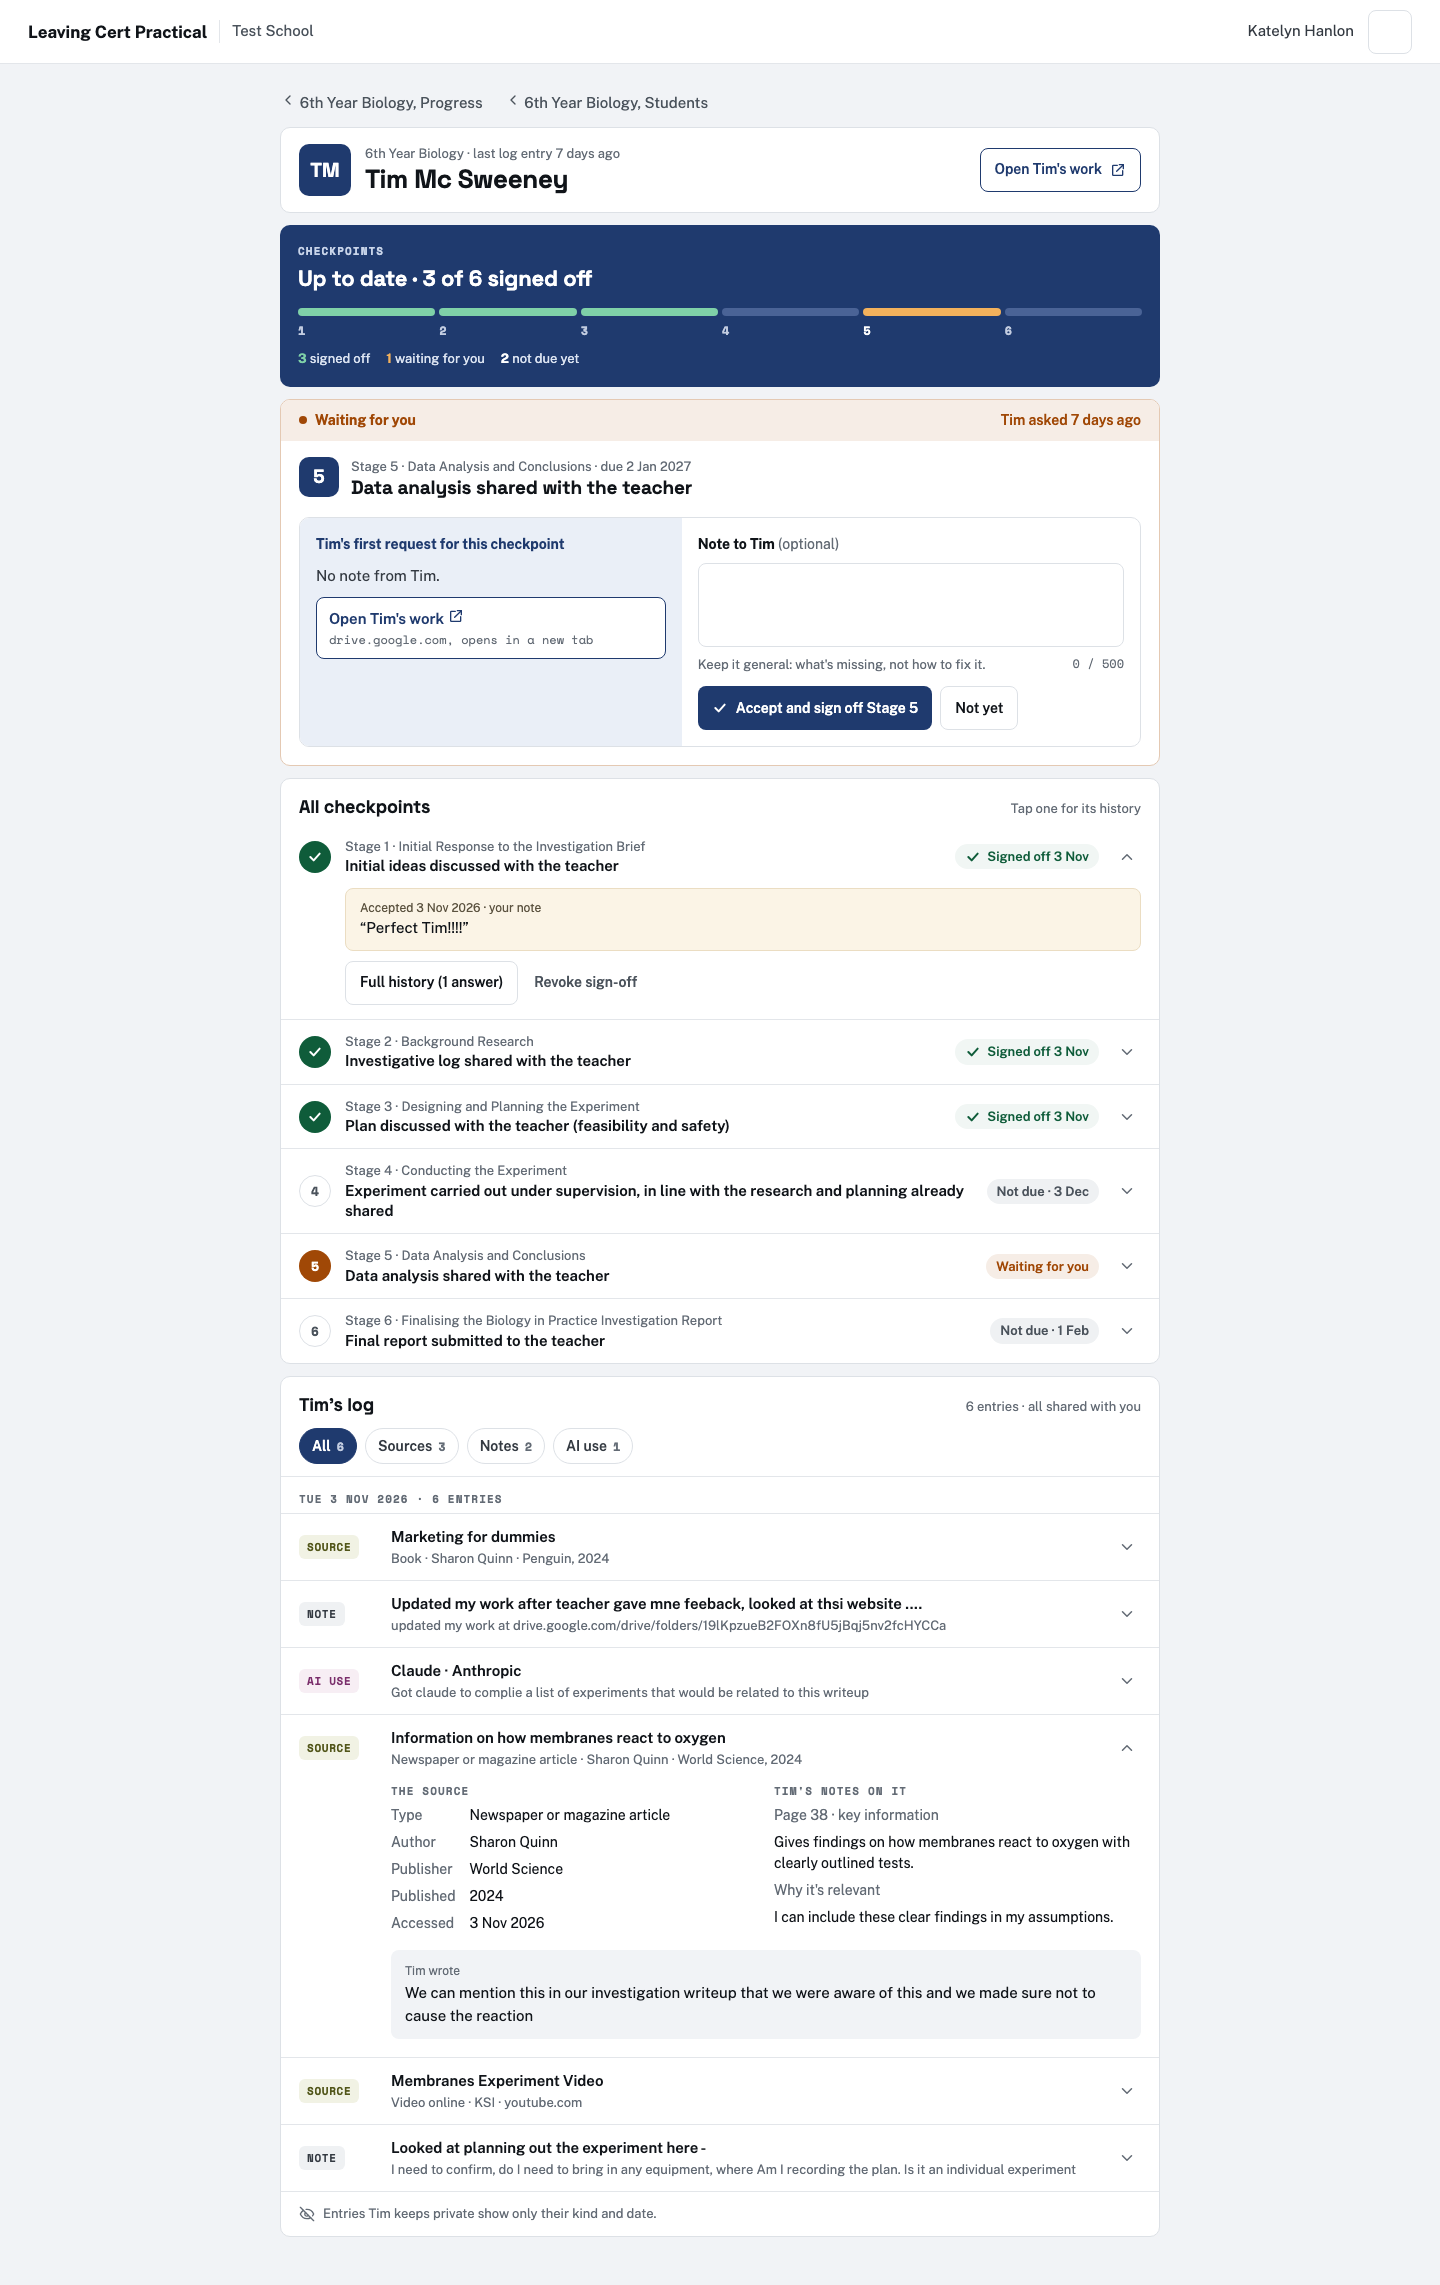 Leaving Cert Practical
Test School
Katelyn Hanlon
6th Year Biology, Progress
6th Year Biology, Students
TM
6th Year Biology · last log entry 7 days ago
Tim Mc Sweeney
Open Tim's work
CHECKPOINTS
Up to date · 3 of 6 signed off
1 2 3 4 5 6
3 signed off 1 waiting for you 2 not due yet
Waiting for you
Tim asked 7 days ago
5
Stage 5 · Data Analysis and Conclusions · due 2 Jan 2027
Data analysis shared with the teacher
Tim's first request for this checkpoint
No note from Tim.
Open Tim's work
drive.google.com, opens in a new tab
Note to Tim (optional)
Keep it general: what's missing, not how to fix it.
0 / 500
Accept and sign off Stage 5
Not yet
All checkpoints
Tap one for its history
Stage 1 · Initial Response to the Investigation Brief
Initial ideas discussed with the teacher
Signed off 3 Nov
Accepted 3 Nov 2026 · your note
“Perfect Tim!!!!”
Full history (1 answer)
Revoke sign-off
Stage 2 · Background Research
Investigative log shared with the teacher
Signed off 3 Nov
Stage 3 · Designing and Planning the Experiment
Plan discussed with the teacher (feasibility and safety)
Signed off 3 Nov
4
Stage 4 · Conducting the Experiment
Experiment carried out under supervision, in line with the research and planning already
shared
Not due · 3 Dec
5
Stage 5 · Data Analysis and Conclusions
Data analysis shared with the teacher
Waiting for you
6
Stage 6 · Finalising the Biology in Practice Investigation Report
Final report submitted to the teacher
Not due · 1 Feb
Tim’s log
6 entries · all shared with you
All 6
Sources 3
Notes 2
AI use 1
TUE 3 NOV 2026 · 6 ENTRIES
SOURCE
Marketing for dummies
Book · Sharon Quinn · Penguin, 2024
NOTE
Updated my work after teacher gave mne feeback, looked at thsi website ....
updated my work at drive.google.com/drive/folders/19lKpzueB2FOXn8fU5jBqj5nv2fcHYCCa
AI USE
Claude · Anthropic
Got claude to complie a list of experiments that would be related to this writeup
SOURCE
Information on how membranes react to oxygen
Newspaper or magazine article · Sharon Quinn · World Science, 2024
THE SOURCE
Type Newspaper or magazine article
Author Sharon Quinn
Publisher World Science
Published 2024
Accessed 3 Nov 2026
TIM'S NOTES ON IT
Page 38 · key information
Gives findings on how membranes react to oxygen with
clearly outlined tests.
Why it's relevant
I can include these clear findings in my assumptions.
Tim wrote
We can mention this in our investigation writeup that we were aware of this and we made sure not to
cause the reaction
SOURCE
Membranes Experiment Video
Video online · KSI · youtube.com
NOTE
Looked at planning out the experiment here -
I need to confirm, do I need to bring in any equipment, where Am I recording the plan. Is it an individual experiment
Entries Tim keeps private show only their kind and date.